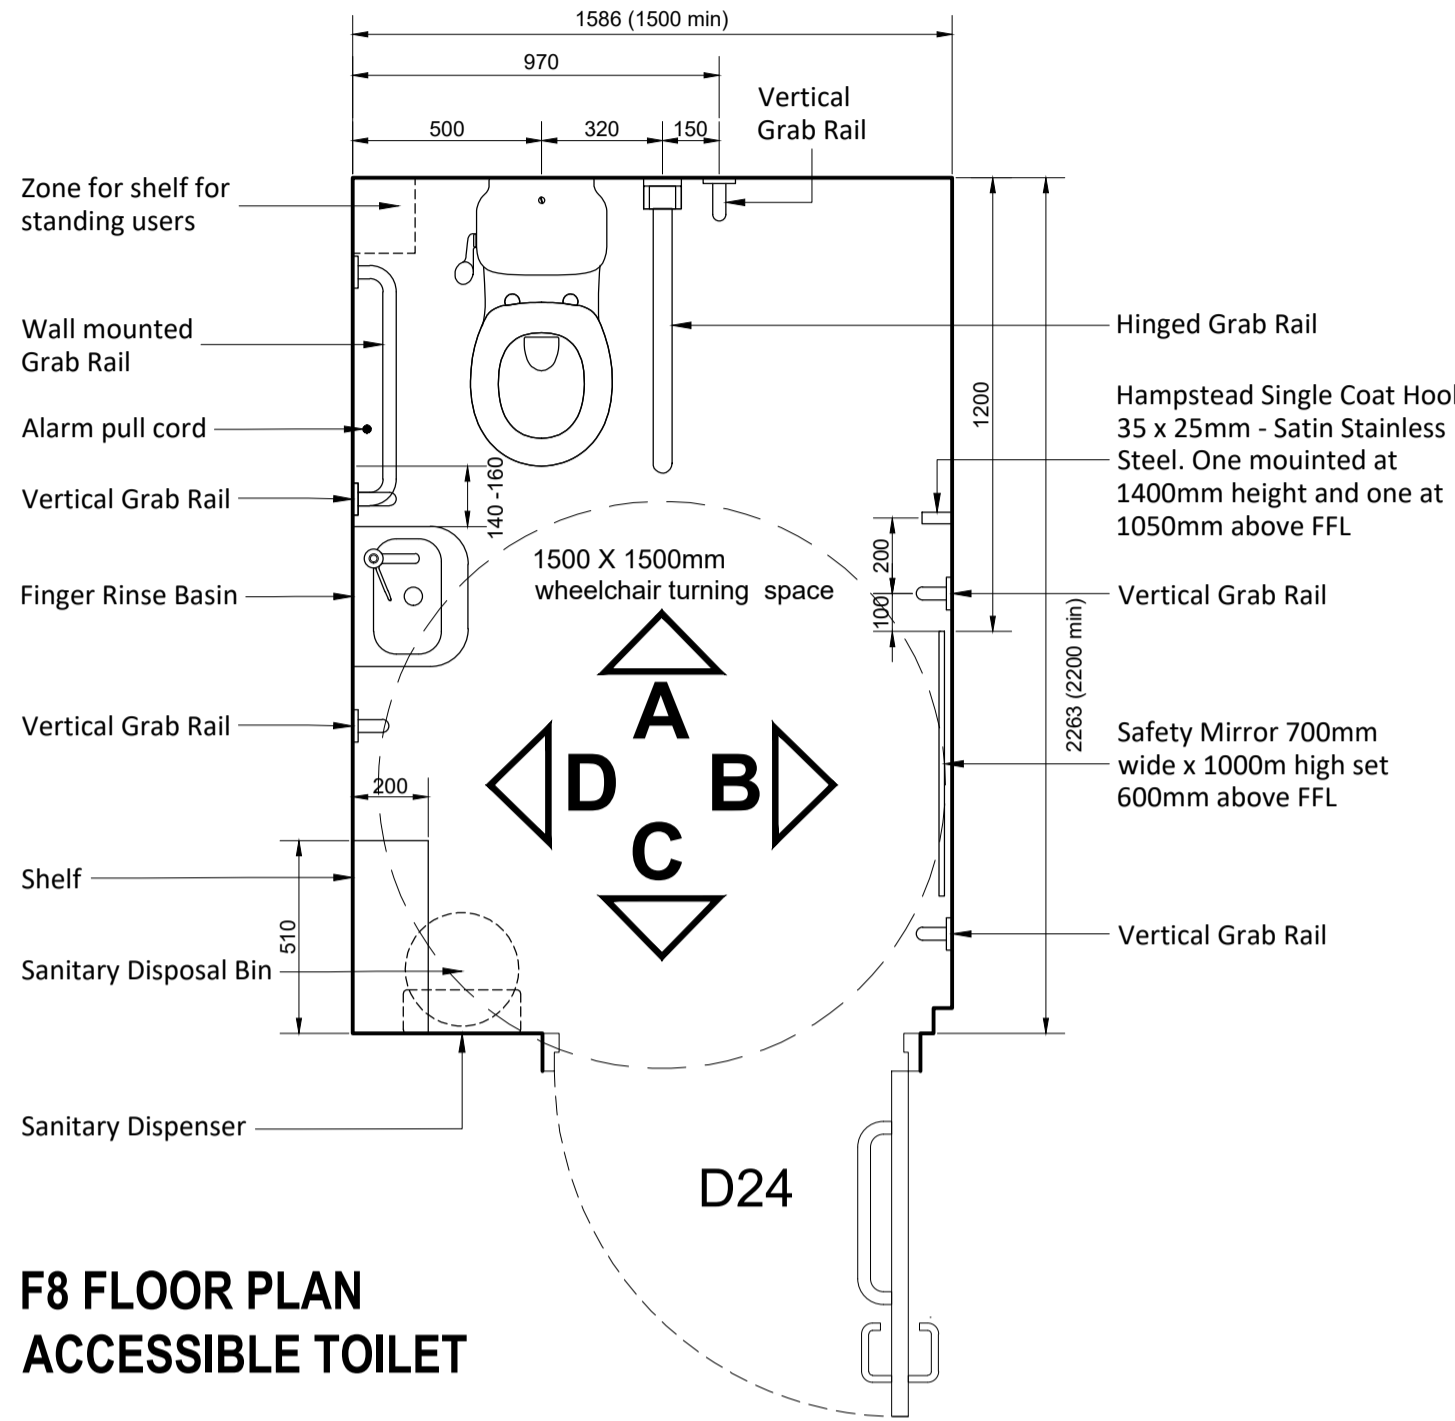 1586 (1500 min)
970
Vertical
Grab Rail
500
320
150
Zone for shelf for
standing users
Wall mounted
Grab Rail
Hinged Grab Rail
1200
Hampstead Single Coat Hook
35 x 25mm - Satin Stainless
Steel. One mouinted at
1400mm height and one at
1050mm above FFL
Alarm pull cord
Vertical Grab Rail
140 -160
1500 X 1500mm
wheelchair turning space
200
100
Finger Rinse Basin
Vertical Grab Rail
2263 (2200 min)
A
Vertical Grab Rail
Safety Mirror 700mm
wide x 1000m high set
600mm above FFL
D
B
200
C
Shelf
510
Vertical Grab Rail
Sanitary Disposal Bin
Sanitary Dispenser
D24
F8 FLOOR PLAN
ACCESSIBLE TOILET